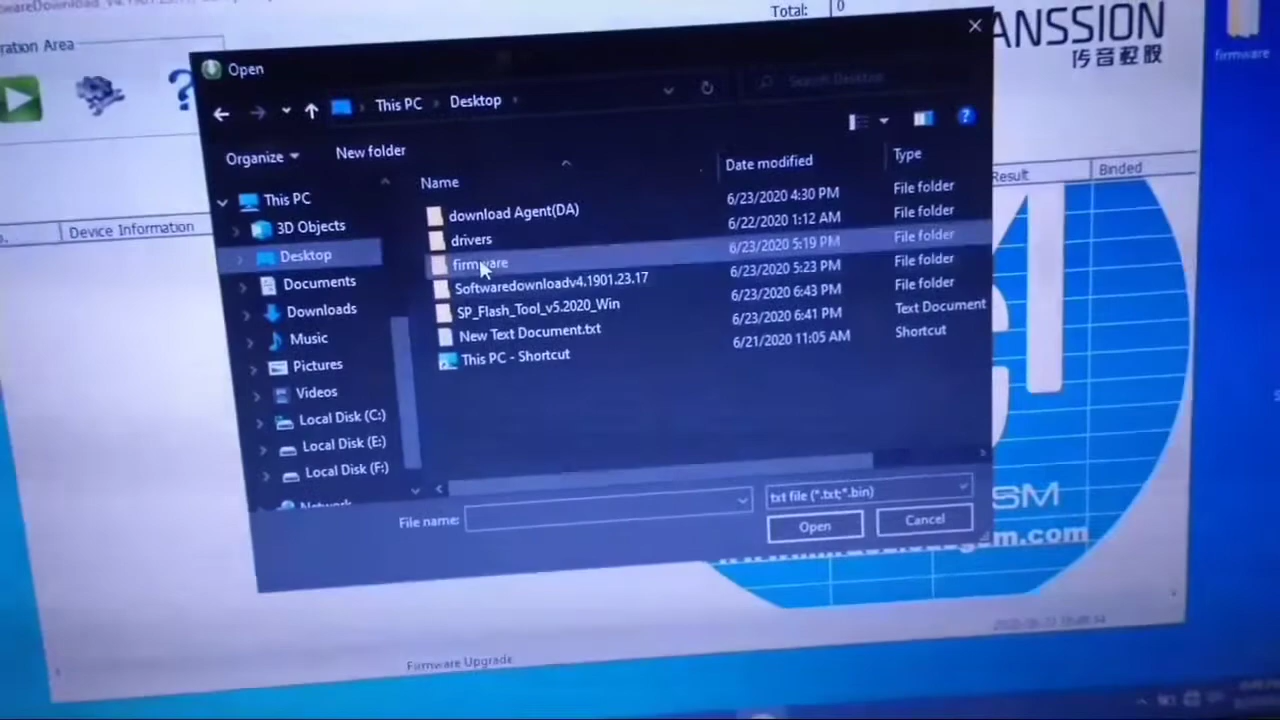 Total: 0
ANSSION
传音控股
firmware
ration Area
Open
This PC
Desktop
Search Desktop
Organize
New folder
Name
Date modified
Type
This PC
3D Objects
Desktop
Documents
Downloads
Music
Pictures
Videos
Local Disk (C:)
Local Disk (E:)
Local Disk (F:)
Network
download Agent(DA) 6/23/2020 4:30 PM File folder
drivers 6/22/2020 1:12 AM File folder
firmware 6/23/2020 5:19 PM File folder
Softwaredownloadv4.1901.23.17 6/23/2020 5:23 PM File folder
SP_Flash_Tool_v5.2020_Win 6/23/2020 6:43 PM File folder
New Text Document.txt 6/23/2020 6:41 PM Text Document
This PC - Shortcut 6/21/2020 11:05 AM Shortcut
File name:
txt file (*.txt;*.bin)
Open
Cancel
Device Information
Result
Binded
SM
gsm.com
Firmware Upgrade